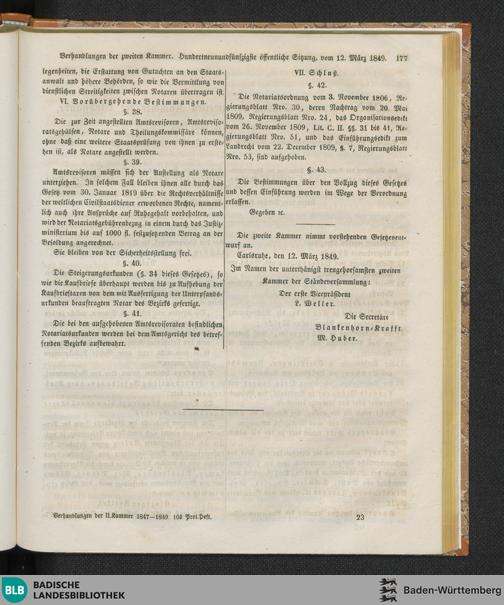 Verhandlungen der zweiten Kammer. Hundertneunundfünfzigste öffentliche Sitzung, vom 12. März 1849. 177
legenheiten, die Erstattung von Gutachten an den Staats-
anwalt und höhere Behörden, so wie die Vermittlung von
dienstlichen Streitigkeiten zwischen Notaren übertragen ist.
VI. Vorübergehende Bestimmungen.
§. 38.
Die zur Zeit angestellten Amtsrevisoren, Amtsreviso-
ratsgehülfen, Notare und Theilungskommissäre können,
ohne daß eine weitere Staatsprüfung von ihnen zu erste-
hen ist, als Notare angestellt werden.
§. 39.
Amtsrevisoren müssen sich der Anstellung als Notare
unterziehen. In solchem Fall bleiben ihnen alle durch das
Gesetz vom 30. Januar 1819 über die Rechtsverhältnisse
der weltlichen Civilstaatsdiener erworbenen Rechte, nament-
lich auch ihre Ansprüche auf Ruhegehalt vorbehalten, und
wird der Notariatsgebührenbezug in einem durch das Justiz-
ministerium bis auf 1000 fl. festzusetzenden Betrag an der
Besoldung angerechnet.
Sie bleiben von der Sicherheitsstellung frei.
§. 40.
Die Steigerungsurkunden (§. 34 dieses Gesetzes), so
wie die Kaufbriefe überhaupt werden bis zu Aufhebung der
Kaufbrieftaxen von dem mit Ausfertigung der Unterpfands-
urkunden beauftragten Notar des Bezirks gefertigt.
§. 41.
Die bei den aufgehobenen Amtsrevisoraten befindlichen
Notariatsurkunden werden bei dem Amtsgericht des betref-
fenden Bezirks aufbewahrt.
VII. Schluß.
§. 42.
Die Notariatsordnung vom 3. November 1806, Re-
gierungsblatt Nro. 30, deren Nachtrag vom 20. Mai
1809, Regierungsblatt Nro. 24, das Organisationsedikt
vom 26. November 1809, Lit. C. II. §§. 31 bis 41, Re-
gierungsblatt Nro. 51, und das Einführungsedikt zum
Landrecht vom 22. December 1809, §. 7, Regierungsblatt
Nro. 53, sind aufgehoben.
§. 43.
Die Bestimmungen über den Vollzug dieses Gesetzes
und dessen Einführung werden im Wege der Verordnung
erlassen.
Gegeben ꝛc.
Die zweite Kammer nimmt vorstehenden Gesetzesent-
wurf an.
Carlsruhe, den 12. März 1849.
Im Namen der unterthänigst treugehorsamsten zweiten
Kammer der Ständeversammlung:
Der erste Vicepräsident
L. Weller.
Die Secretäre
Blankenhorn-Krafft.
M. Huber.
Verhandlungen der II. Kammer 1847—1849. 10s Prot.Heft. 23
BLB BADISCHE
LANDESBIBLIOTHEK
Baden-Württemberg